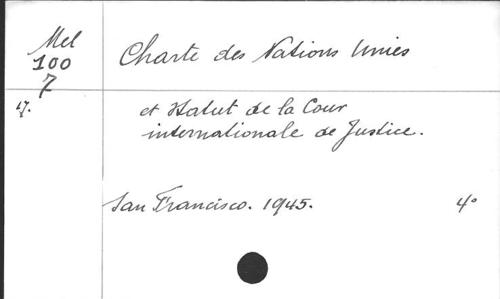 Mel
100
7
17.
Charte des Nations Unies
et Statut de la Cour
internationale de Justice.
San Francisco. 1945.
4°